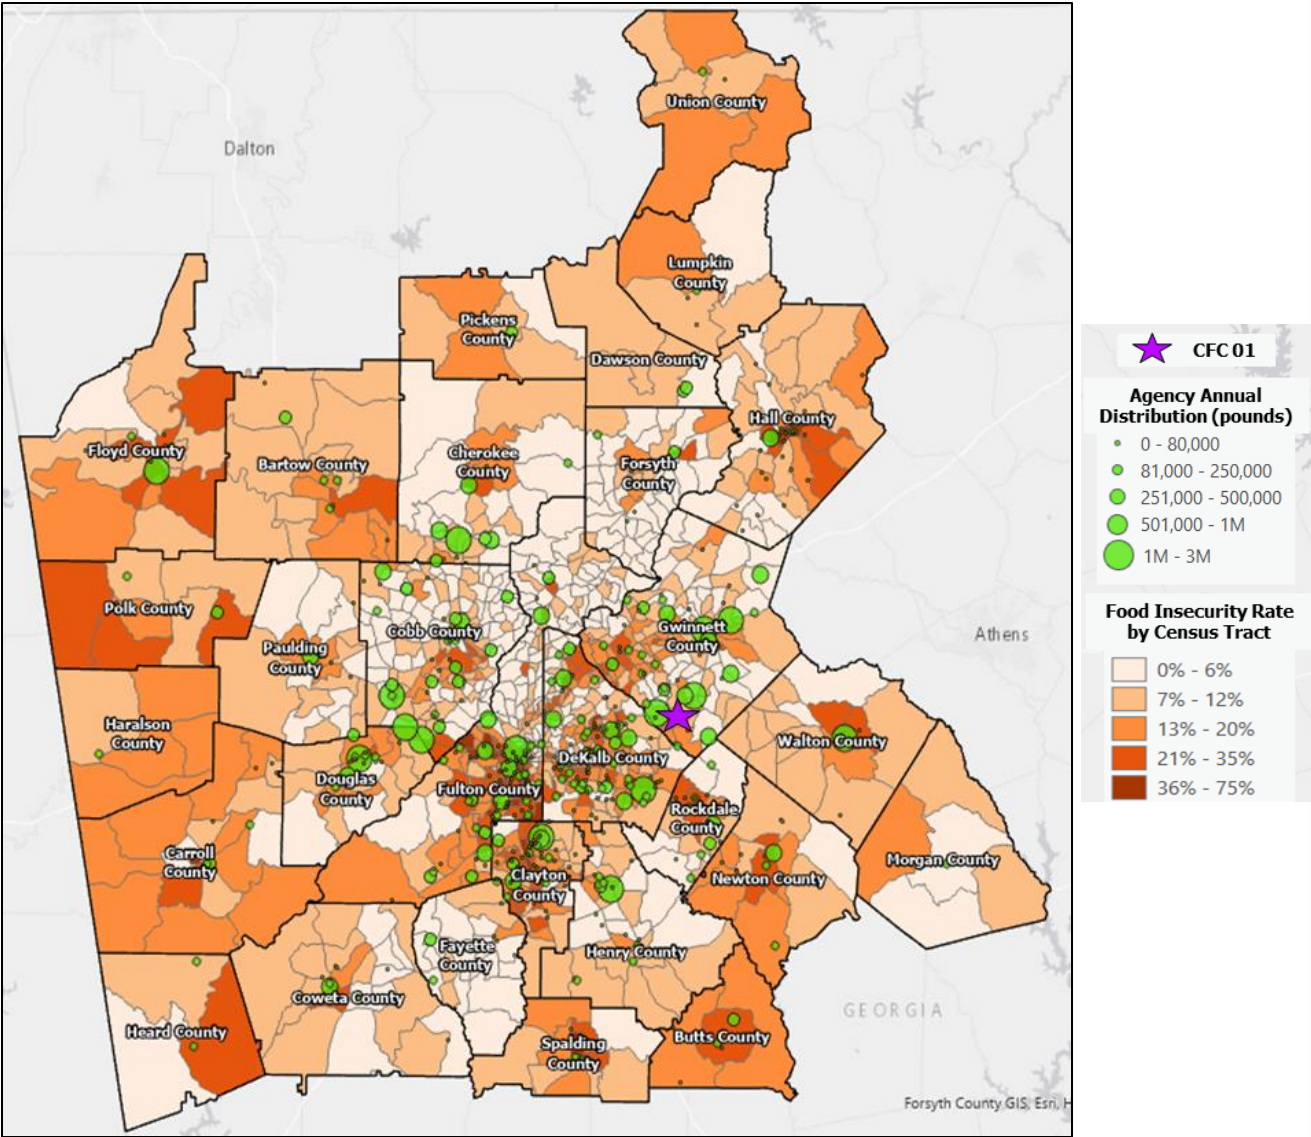 Dalton
Union County
Lumpkin
County
Pickens
County
Dawson County
Hall County
Floyd County
Bartow County
Cherokee
County
Forsyth
County
Polk County
Cobb County
Gwinnett
County
Athens
Paulding
County
Haralson
County
Walton County
DeKalb County
Douglas
County
Fulton County
Rockdale
County
Carroll
County
Clayton
County
Newton County
Morgan County
Fayette
County
Henry County
Coweta County
Heard County
Spalding
County
Butts County
GEORGIA
Forsyth County GIS, Esri, H
CFC 01
Agency Annual
Distribution (pounds)
0 - 80,000
81,000 - 250,000
251,000 - 500,000
501,000 - 1M
1M - 3M
Food Insecurity Rate
by Census Tract
0% - 6%
7% - 12%
13% - 20%
21% - 35%
36% - 75%